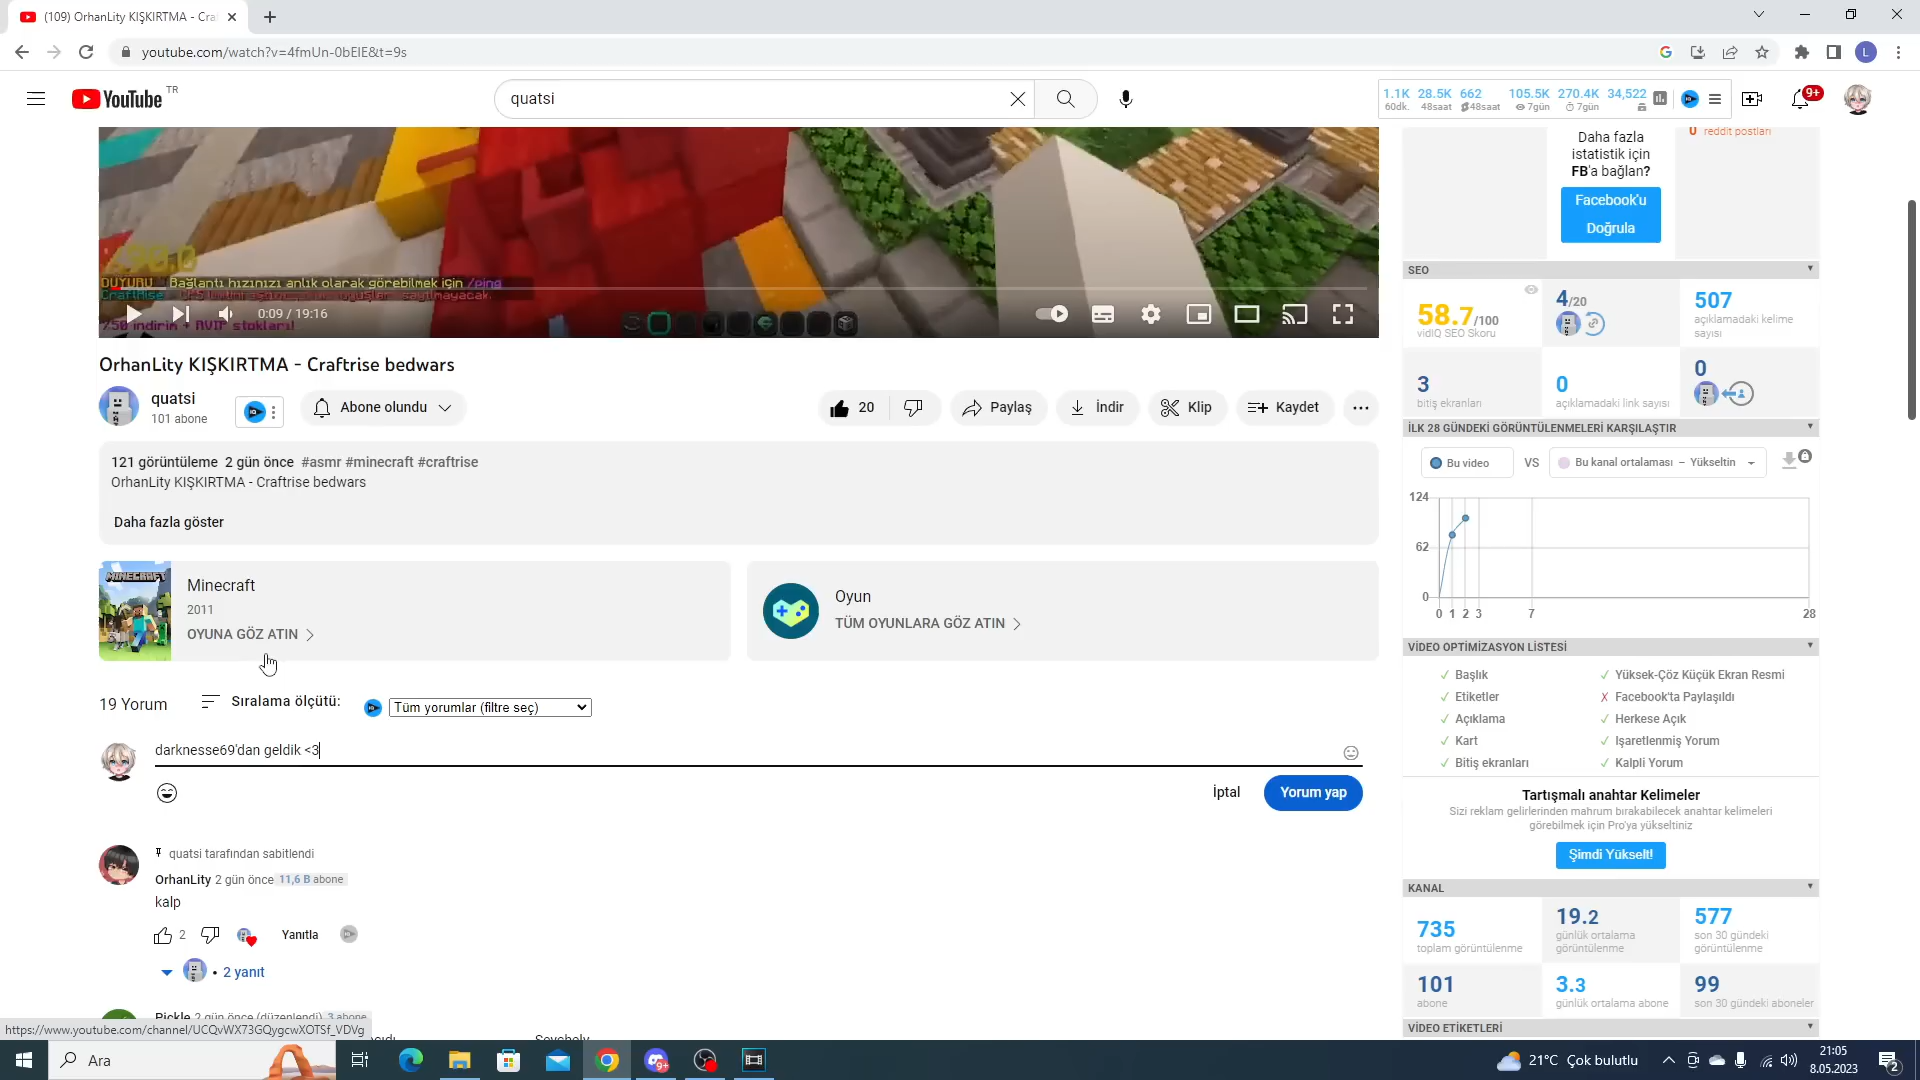 (109) OrhanLity KIŞKIRTMA - Cra
youtube.com/watch?v=4fmUn-0bElE&t=9s
L
YouTube TR
quatsi
1.1K 28.5K 662 105.5K 270.4K 34,522
60dk. 48saat 48saat 7gün 7gün
9+
DUYURU Bağlantı hızınızı anlık olarak görebilmek için /ping
0:09 / 19:16
OrhanLity KIŞKIRTMA - Craftrise bedwars
quatsi
101 abone
Abone olundu
20
Paylaş
İndir
Klip
Kaydet
121 görüntüleme 2 gün önce #asmr #minecraft #craftrise
OrhanLity KIŞKIRTMA - Craftrise bedwars
Daha fazla göster
MINECRAFT
Minecraft
2011
OYUNA GÖZ ATIN
Oyun
TÜM OYUNLARA GÖZ ATIN
19 Yorum
Sıralama ölçütü:
Tüm yorumlar (filtre seç)
darknesse69'dan geldik <3
İptal
Yorum yap
quatsi tarafından sabitlendi
OrhanLity 2 gün önce 11,6 B abone
kalp
2
Yanıtla
• 2 yanıt
Pickle 2 gün önce (düzenlendi) 3 abone
https://www.youtube.com/channel/UCQvWX73GQygcwXOTSf_VDVg
Daha fazla
istatistik için
FB'a bağlan?
Facebook'u
Doğrula
reddit postları
SEO
58.7/100
vidIQ SEO Skoru
4/20
507
açıklamadaki kelime
sayısı
3
bitiş ekranları
0
açıklamadaki link sayısı
0
İLK 28 GÜNDEKİ GÖRÜNTÜLENMELERİ KARŞILAŞTIR
Bu video
VS
Bu kanal ortalaması – Yükseltin
124
62
0
0 1 2 3 7 28
VİDEO OPTİMİZASYON LİSTESİ
✓ Başlık
✓ Yüksek-Çöz Küçük Ekran Resmi
✓ Etiketler
✗ Facebook'ta Paylaşıldı
✓ Açıklama
✓ Herkese Açık
✓ Kart
✓ İşaretlenmiş Yorum
✓ Bitiş ekranları
✓ Kalpli Yorum
Tartışmalı anahtar Kelimeler
Sizi reklam gelirlerinden mahrum bırakabilecek anahtar kelimeleri
görebilmek için Pro'ya yükseltiniz
Şimdi Yükselt!
KANAL
735
toplam görüntülenme
19.2
günlük ortalama
görüntülenme
577
son 30 gündeki
görüntülenme
101
abone
3.3
günlük ortalama abone
99
son 30 gündeki aboneler
VİDEO ETİKETLERİ
Ara
9+
21°C Çok bulutlu
21:05
8.05.2023
2